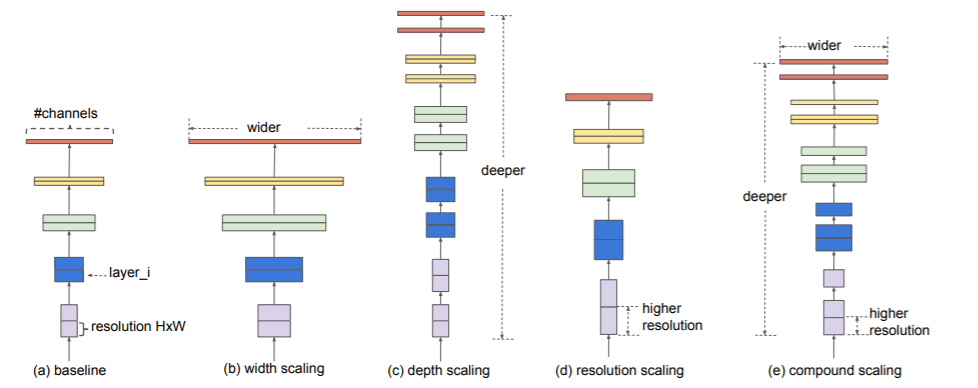 #channels
layer_i
resolution HxW
(a) baseline
wider
(b) width scaling
deeper
(c) depth scaling
higher
resolution
(d) resolution scaling
wider
deeper
higher
resolution
(e) compound scaling